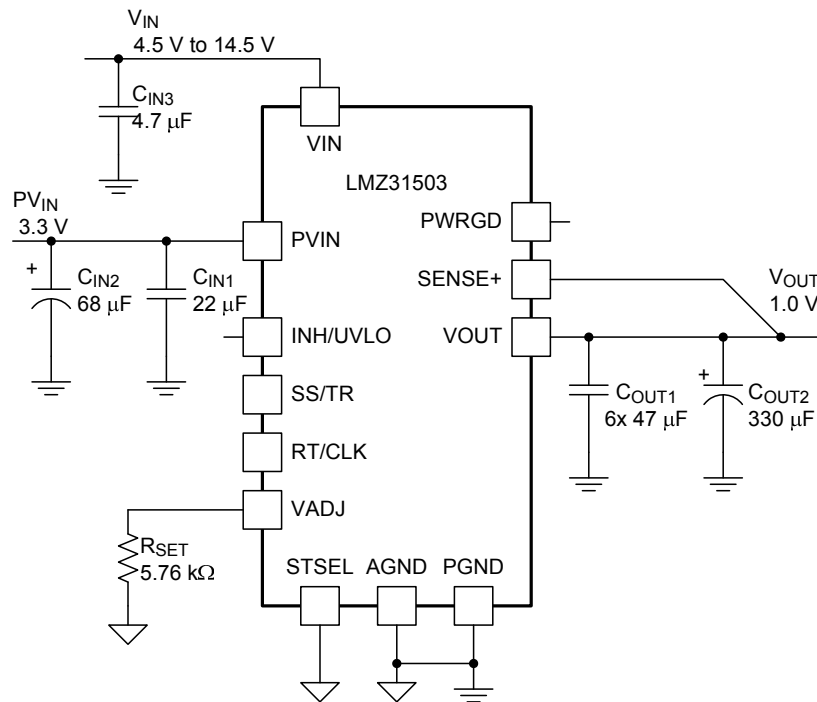 VIN
4.5 V to 14.5 V
CIN3
4.7 μF
VIN
LMZ31503
PVIN
3.3 V
PVIN
PWRGD
+
CIN2
68 μF
CIN1
22 μF
SENSE+
VOUT
1.0 V
INH/UVLO
VOUT
SS/TR
COUT1
6x 47 μF
+
COUT2
330 μF
RT/CLK
VADJ
RSET
5.76 kΩ
STSEL
AGND
PGND